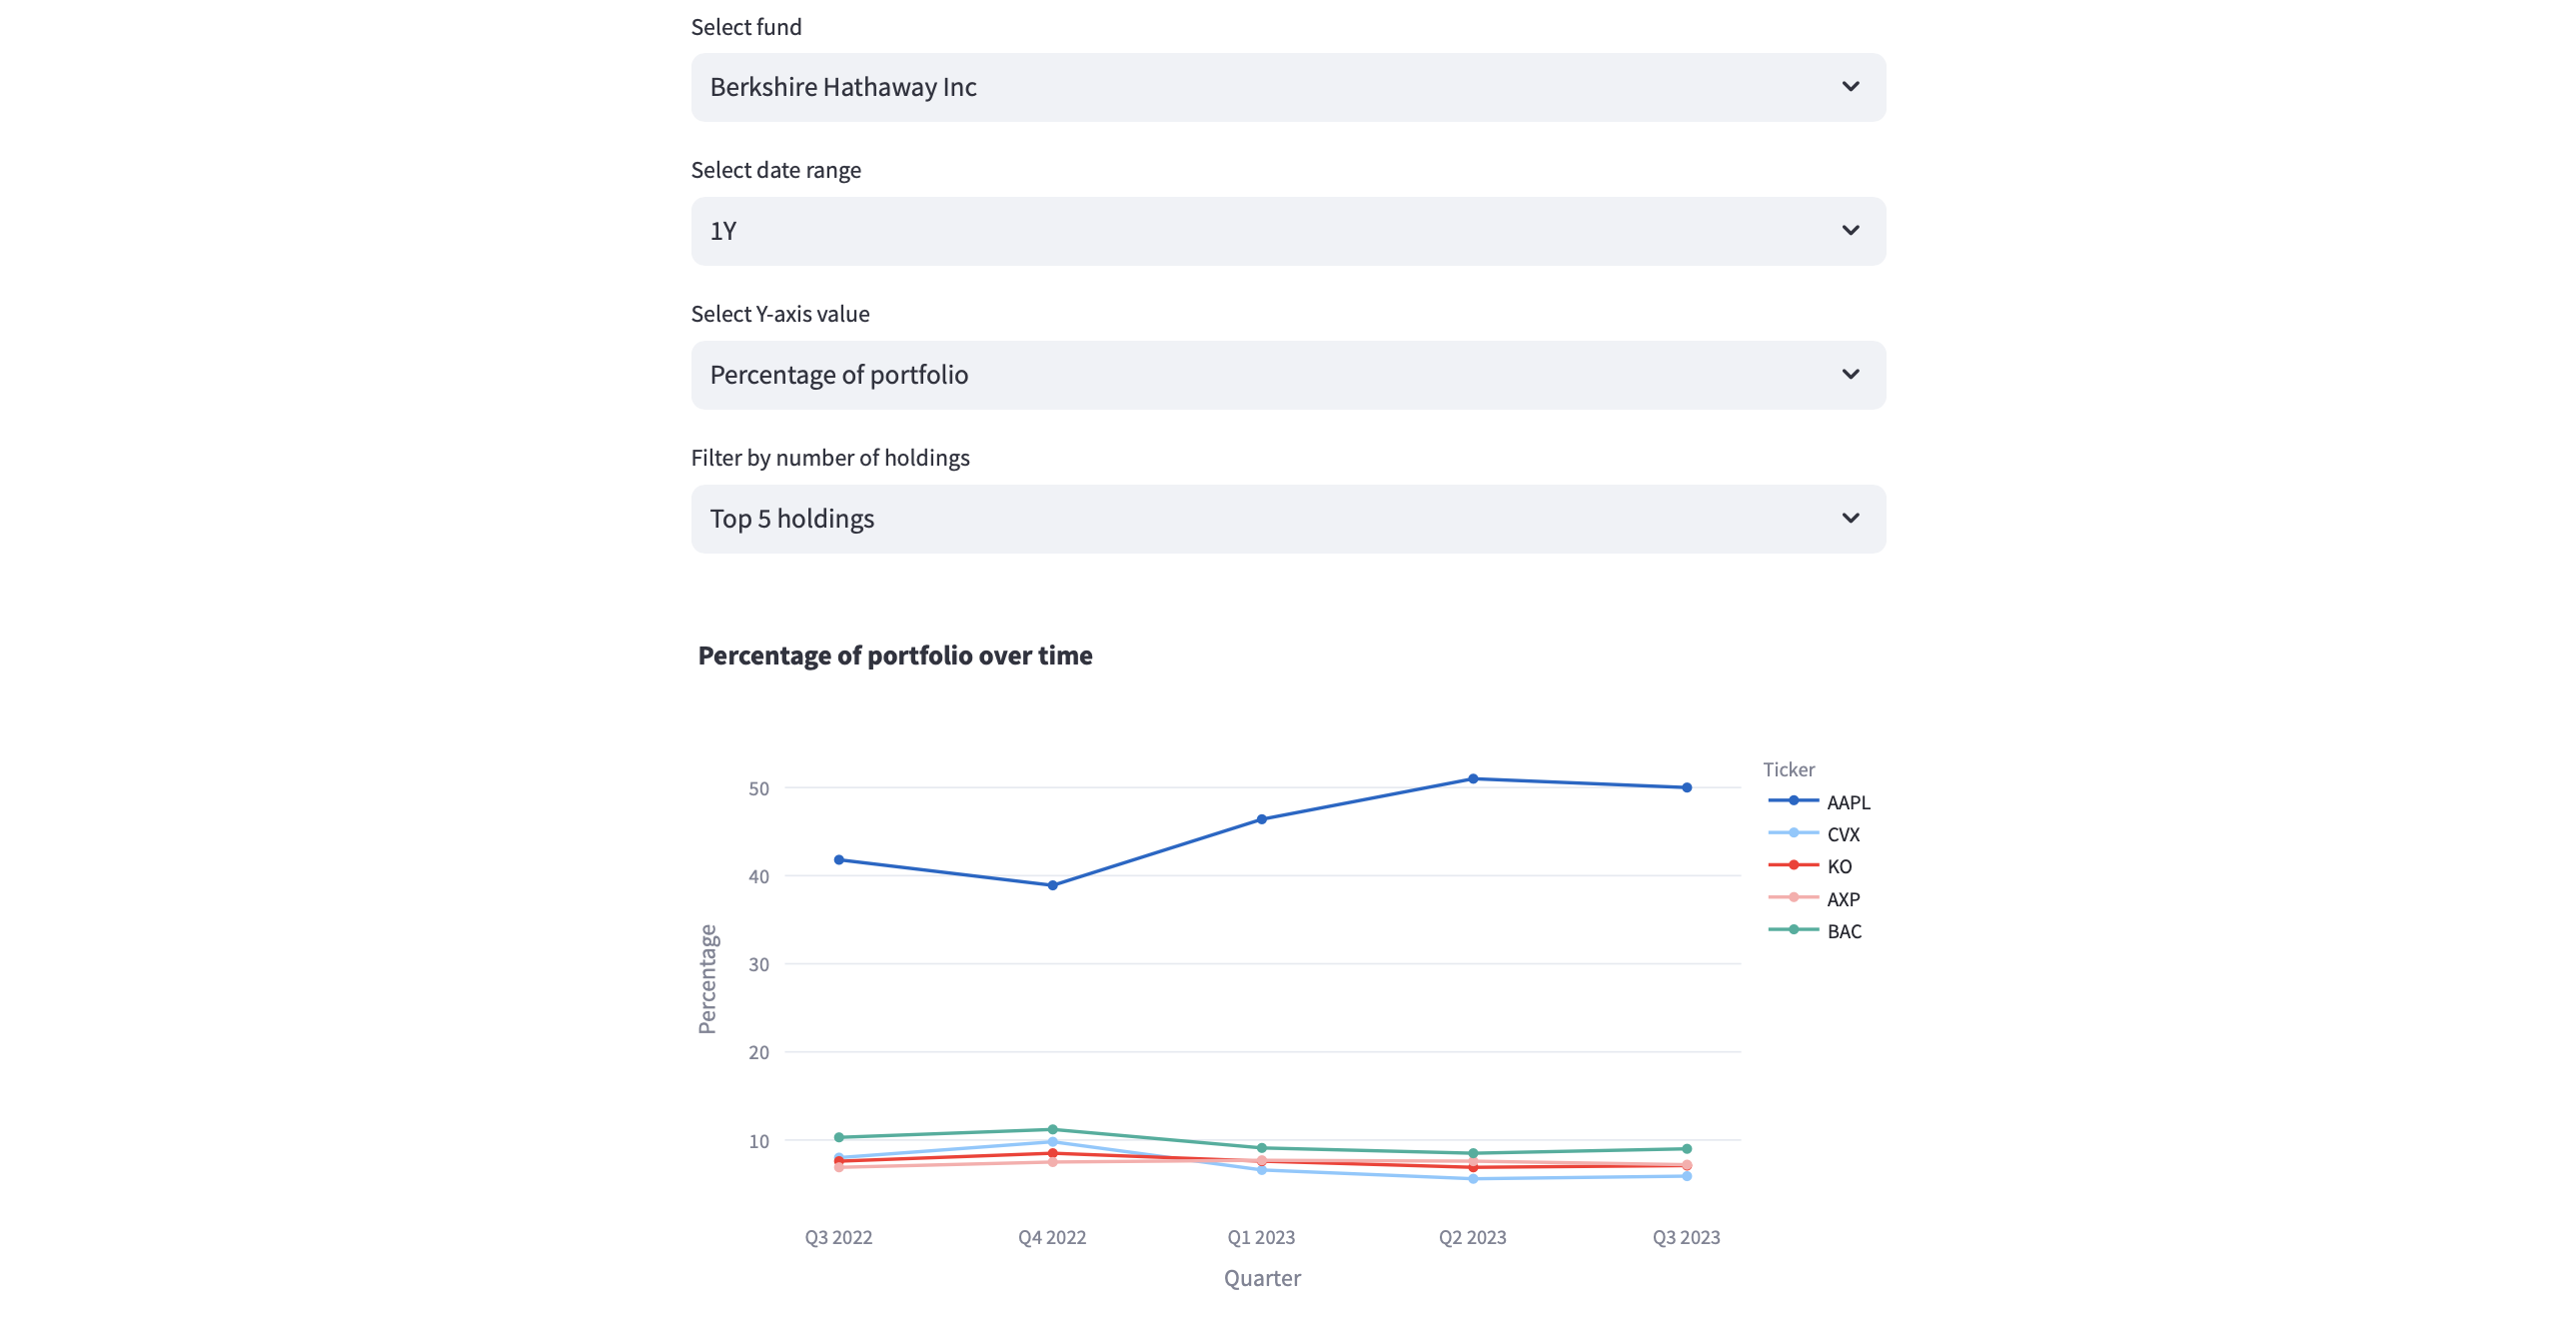 Select fund
Berkshire Hathaway Inc
Select date range
1Y
Select Y-axis value
Percentage of portfolio
Filter by number of holdings
Top 5 holdings
Percentage of portfolio over time
Percentage
50
40
30
20
10
Q3 2022
Q4 2022
Q1 2023
Q2 2023
Q3 2023
Quarter
Ticker
AAPL
CVX
KO
AXP
BAC